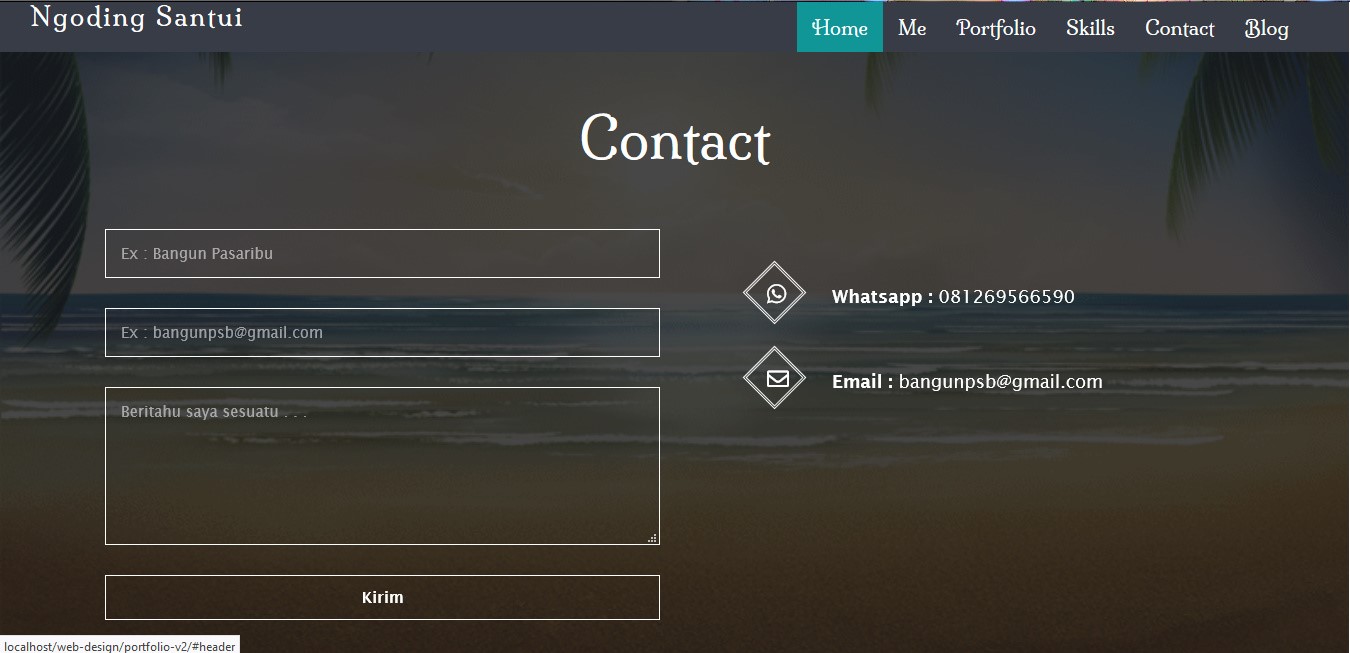 Ngoding Santui
Home Me Portfolio Skills Contact Blog
Contact
Ex : Bangun Pasaribu
Ex : bangunpsb@gmail.com
Beritahu saya sesuatu . . .
Kirim
Whatsapp : 081269566590
Email : bangunpsb@gmail.com
localhost/web-design/portfolio-v2/#header